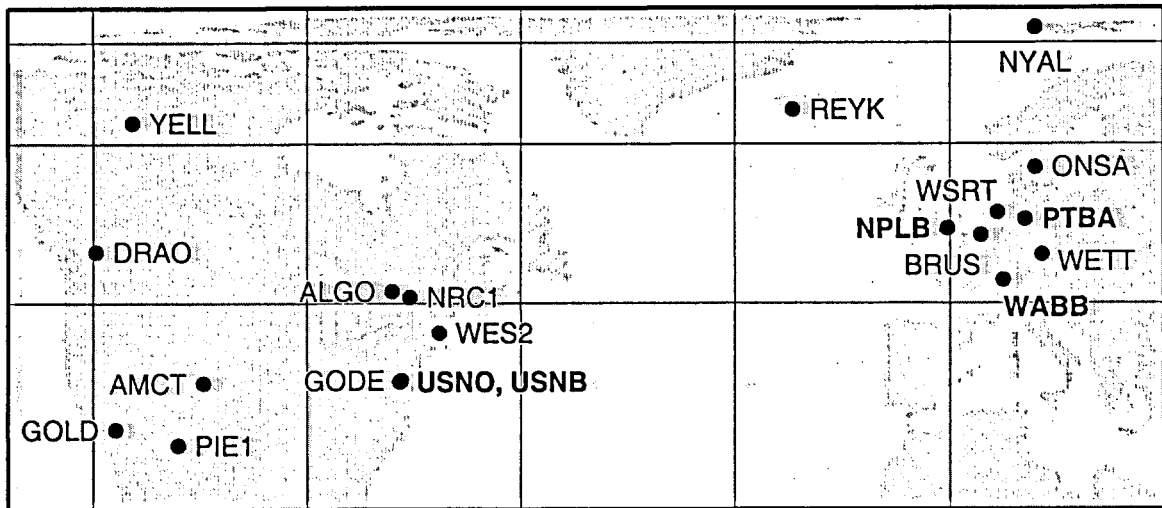 NYAL
YELL
REYK
ONSA
WSRT
PTBA
NPLB
DRAO
BRUS
WETT
ALGO
NRC1
WABB
WES2
AMCT
GODE
USNO, USNB
GOLD
PIE1